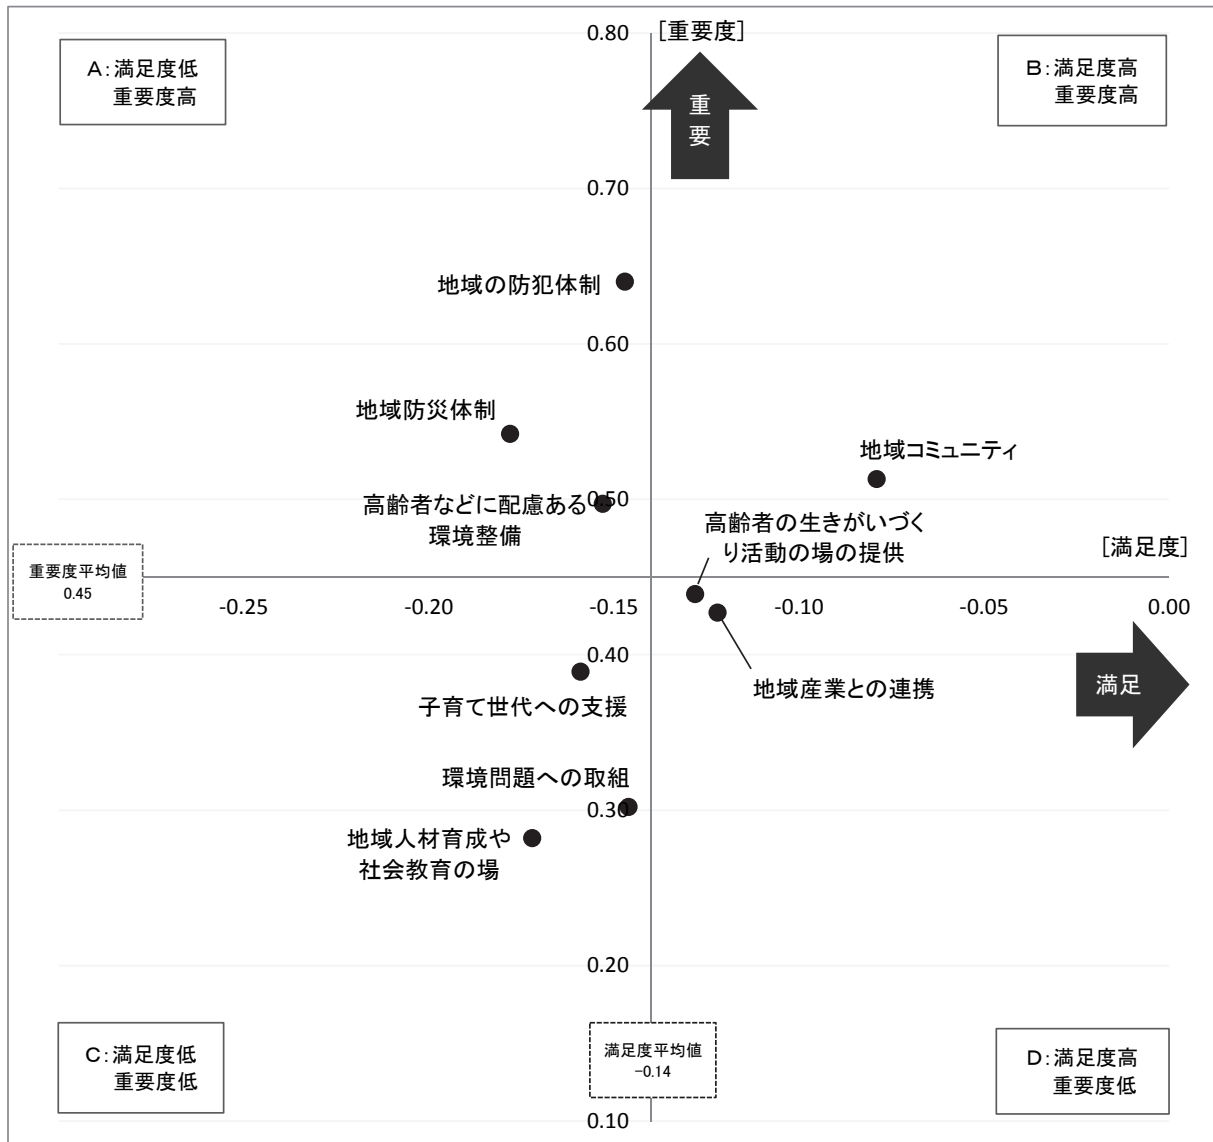 0.80
[重要度]
A:満足度低
重要度高
B:満足度高
重要度高
重
要
0.70
地域の防犯体制
0.60
地域防災体制
地域コミュニティ
0.50
高齢者などに配慮ある
環境整備
高齢者の生きがいづく
り活動の場の提供
[満足度]
重要度平均値
0.45
-0.25
-0.20
-0.15
-0.10
-0.05
0.00
0.40
満足
地域産業との連携
子育て世代への支援
環境問題への取組
0.30
地域人材育成や
社会教育の場
0.20
C:満足度低
重要度低
満足度平均値
-0.14
D:満足度高
重要度低
0.10